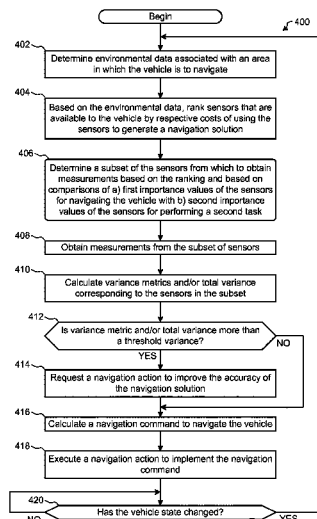 Begin
400
402
Determine environmental data associated with an area
in which the vehicle is to navigate
404
Based on the environmental data, rank sensors that are
available to the vehicle by respective costs of using the
sensors to generate a navigation solution
406
Determine a subset of the sensors from which to obtain
measurements based on the ranking and based on
comparisons of a) first importance values of the sensors
for navigating the vehicle with b) second importance
values of the sensors for performing a second task
408
Obtain measurements from the subset of sensors
410
Calculate variance metrics and/or total variance
corresponding to the sensors in the subset
412
Is variance metric and/or total variance more than
a threshold variance?
NO
YES
414
Request a navigation action to improve the accuracy of
the navigation solution
416
Calculate a navigation command to navigate the vehicle
418
Execute a navigation action to implement the navigation
command
420
Has the vehicle state changed?
NO
YES